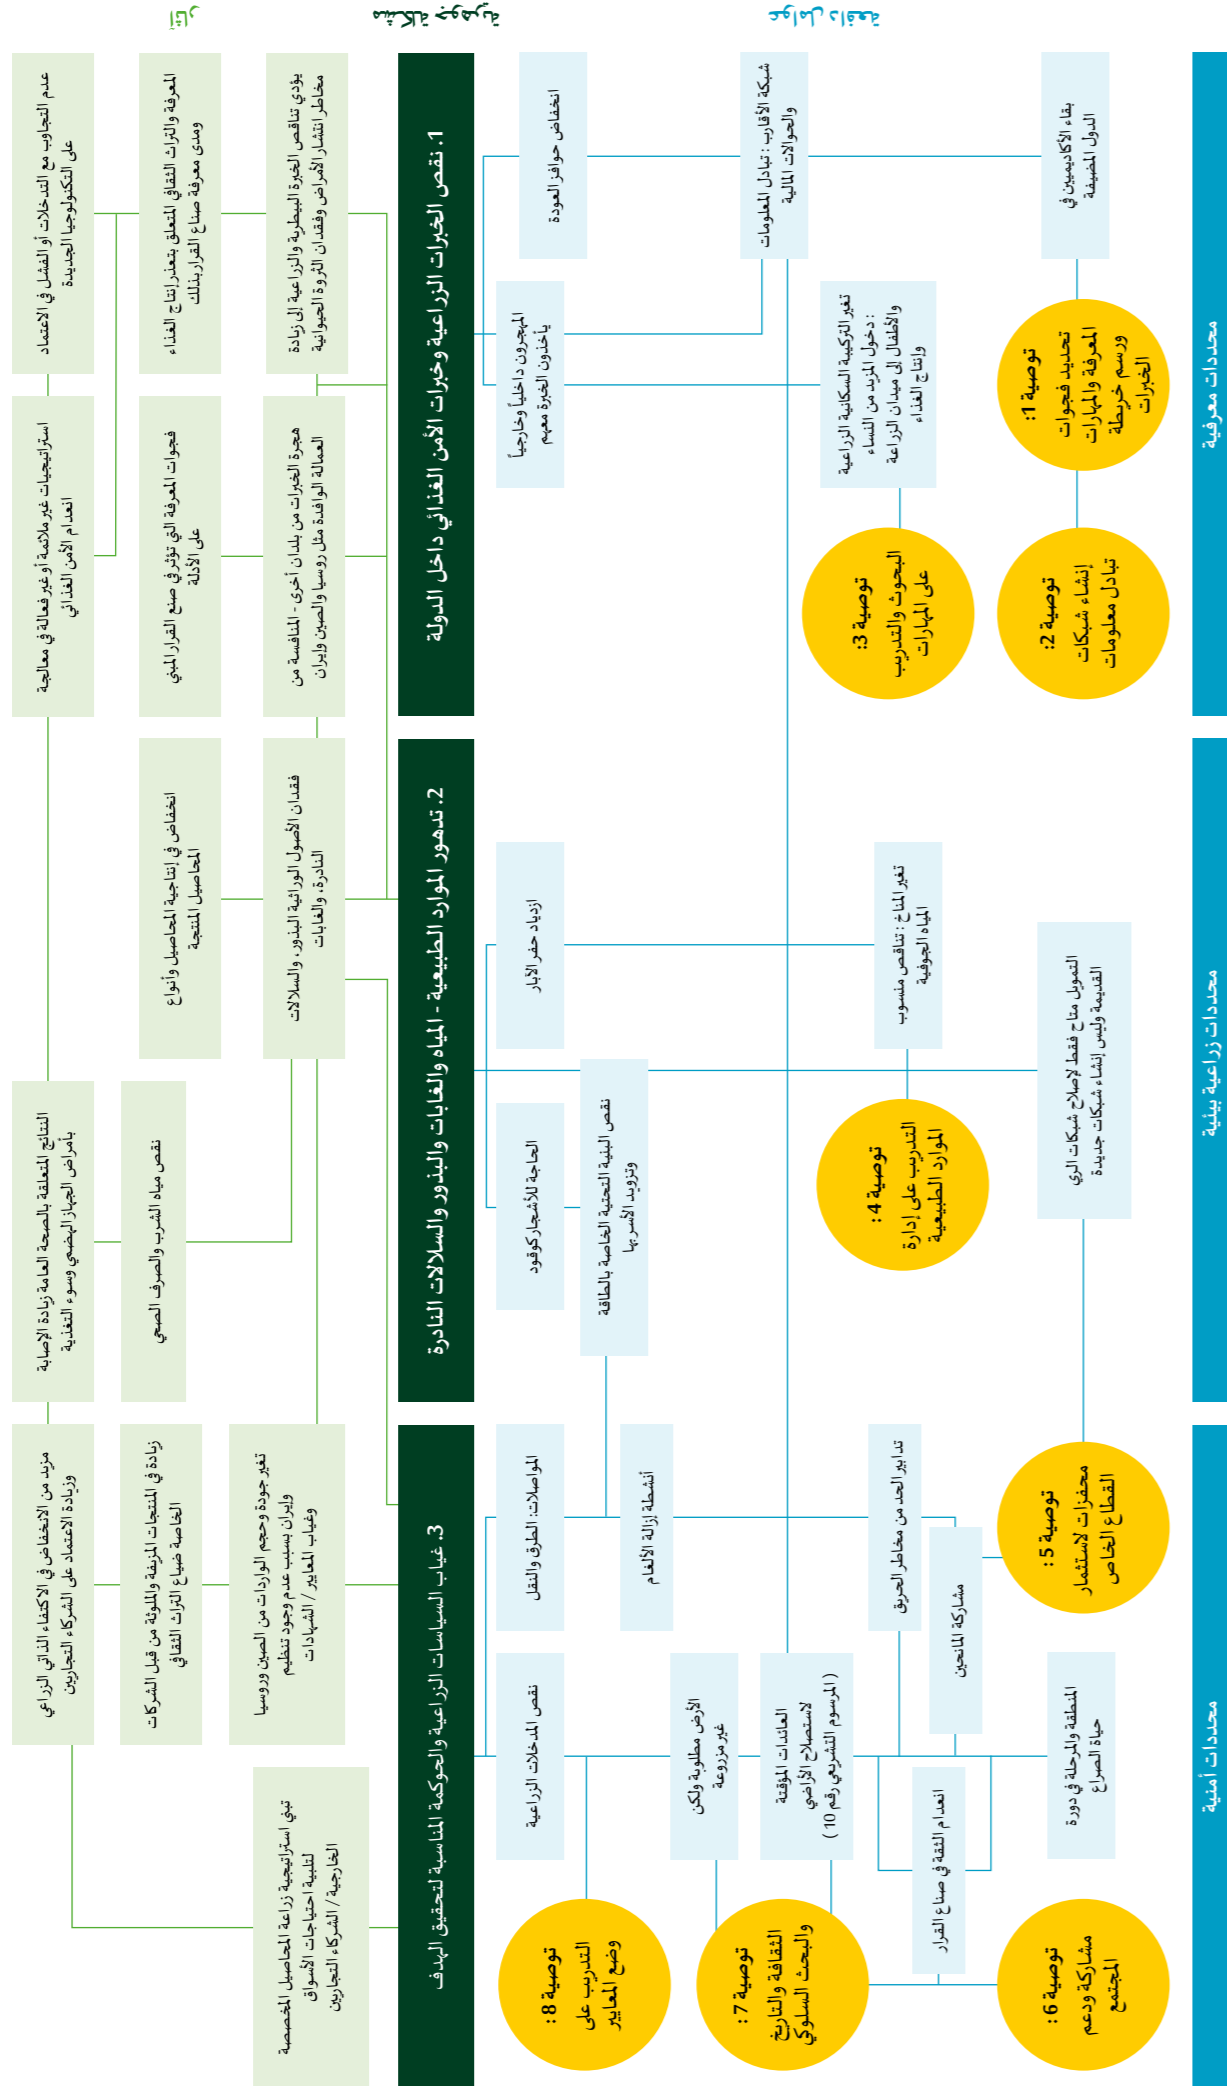 آثار
مشكلة جوهرية
عوامل دافعة
عدم التجاوب مع التدخلات أو الفشل في الاعتماد
على التكنولوجيا الجديدة
المعرفة والتراث الثقافي المتعلق بتعذر إنتاج الغذاء
ومدى معرفة صناع القرار بذلك
يؤدي تناقص الخبرة البيطرية والزراعية إلى زيادة
مخاطر انتشار الأمراض وفقدان الثروة الحيوانية
استراتيجيات غير ملائمة أو غير فعالة في معالجة
انعدام الأمن الغذائي
فجوات المعرفة التي تؤثر في صنع القرار المبني
على الأدلة
هجرة الخبرات من بلدان أخرى - المنافسة من
العمالة الوافدة مثل روسيا والصين وإيران
1. نقص الخبرات الزراعية وخبرات الأمن الغذائي داخل الدولة
انخفاض حوافز العودة
المهجرون داخلياً وخارجياً
يأخذون الخبرة معهم
شبكة الأقارب : تبادل المعلومات
والحوالات المالية
تغير التركيبة السكانية الزراعية
: دخول المزيد من النساء
والأطفال إلى ميدان الزراعة
وإنتاج الغذاء
بقاء الأكاديميين في
الدول المضيفة
توصية 1:
تحديد فجوات
المعرفة والمهارات
ورسم خريطة
الخبرات
توصية 2:
إنشاء شبكات
تبادل معلومات
توصية 3:
البحوث والتدريب
على المهارات
محددات معرفية
النتائج المتعلقة بالصحة العامة زيادة الإصابة
بأمراض الجهاز الهضمي وسوء التغذية
نقص مياه الشرب والصرف الصحي
انخفاض في إنتاجية المحاصيل وأنواع
المحاصيل المنتجة
فقدان الأصول الوراثية البذور، والسلالات
النادرة، والغابات
2. تدهور الموارد الطبيعية - المياه والغابات والبذور والسلالات النادرة
ازدياد حفر الآبار
الحاجة للأشجار كوقود
نقص البنية التحتية الخاصة بالطاقة
وتزويد الأسر بها
تغير المناخ : تناقص منسوب
المياه الجوفية
توصية 4 :
التدريب على إدارة
الموارد الطبيعية
التمويل متاح فقط لإصلاح شبكات الري
القديمة وليس إنشاء شبكات جديدة
محددات زراعية بيئية
مزيد من الانخفاض في الاكتفاء الذاتي الزراعي
وزيادة الاعتماد على الشركاء التجاريين
زيادة في المنتجات المزيفة والملوثة من قبل الشركات
الخاصة ضياع التراث الثقافي
تغير جودة وحجم الواردات من الصين وروسيا
وإيران بسبب عدم وجود تنظيم
وغياب المعايير / الشهادات
تبني استراتيجية زراعة المحاصيل المخصصة
لتلبية احتياجات الأسواق
الخارجية / الشركاء التجاريين
3. غياب السياسات الزراعية والحوكمة المناسبة لتحقيق الهدف
المواصلات: الطرق والنقل
نقص المدخلات الزراعية
أنشطة إزالة الألغام
الأرض مطلوبة ولكن
غير مزروعة
العائدات المؤقتة
لاستصلاح الأراضي
( المرسوم التشريعي رقم 10 )
تدابير الحد من مخاطر الحريق
مشاركة المانحين
انعدام الثقة في صناع القرار
المنطقة والمرحلة في دورة
حياة الصراع
توصية 5 :
محفزات لاستثمار
القطاع الخاص
توصية 6 :
مشاركة ودعم
المجتمع
توصية 7 :
الثقافة والتاريخ
والبحث السلوكي
توصية 8 :
التدريب على
وضع المعايير
محددات أمنية